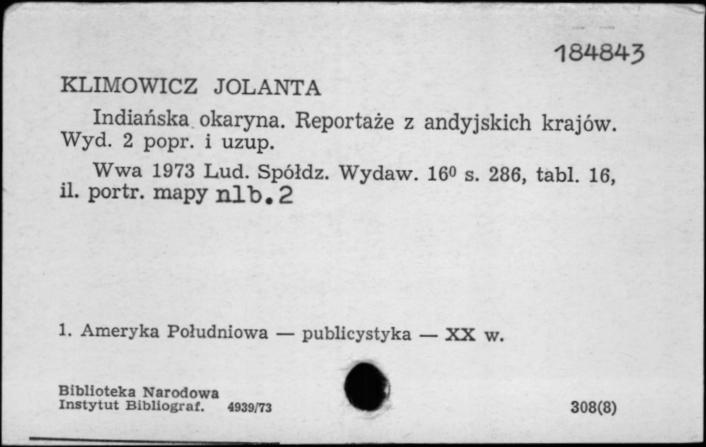 184843
KLIMOWICZ JOLANTA
Indiańska okaryna. Reportaże z andyjskich krajów.
Wyd. 2 popr. i uzup.
Wwa 1973 Lud. Spółdz. Wydaw. 16⁰ s. 286, tabl. 16,
il. portr. mapy nlb.2
1. Ameryka Południowa — publicystyka — XX w.
Biblioteka Narodowa
Instytut Bibliograf. 4939/73
308(8)